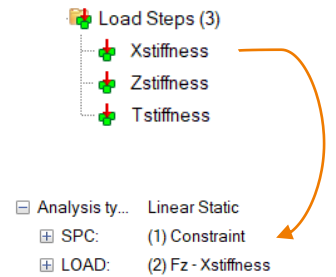 Load Steps (3)
Xstiffness
Zstiffness
Tstiffness
Analysis ty... Linear Static
SPC: (1) Constraint
LOAD: (2) Fz - Xstiffness